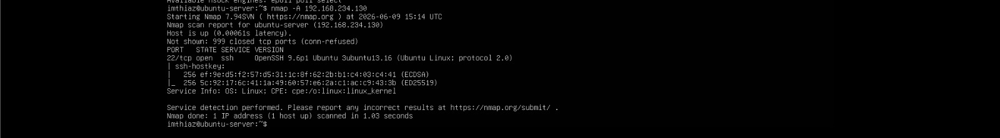 Available nsock engines: epoll poll select
imthiaz@ubuntu-server:~$ nmap -A 192.168.234.130
Starting Nmap 7.94SVN ( https://nmap.org ) at 2026-06-09 15:14 UTC
Nmap scan report for ubuntu-server (192.168.234.130)
Host is up (0.00061s latency).
Not shown: 999 closed tcp ports (conn-refused)
PORT   STATE SERVICE VERSION
22/tcp open  ssh     OpenSSH 9.6p1 Ubuntu 3ubuntu13.16 (Ubuntu Linux; protocol 2.0)
| ssh-hostkey:
|   256 ef:9e:d5:f2:57:d5:31:1c:8f:62:2b:b1:c4:03:c4:41 (ECDSA)
|_  256 5c:92:17:6c:41:1a:49:60:57:e6:2a:c1:ac:c9:43:3b (ED25519)
Service Info: OS: Linux; CPE: cpe:/o:linux:linux_kernel

Service detection performed. Please report any incorrect results at https://nmap.org/submit/ .
Nmap done: 1 IP address (1 host up) scanned in 1.03 seconds
imthiaz@ubuntu-server:~$